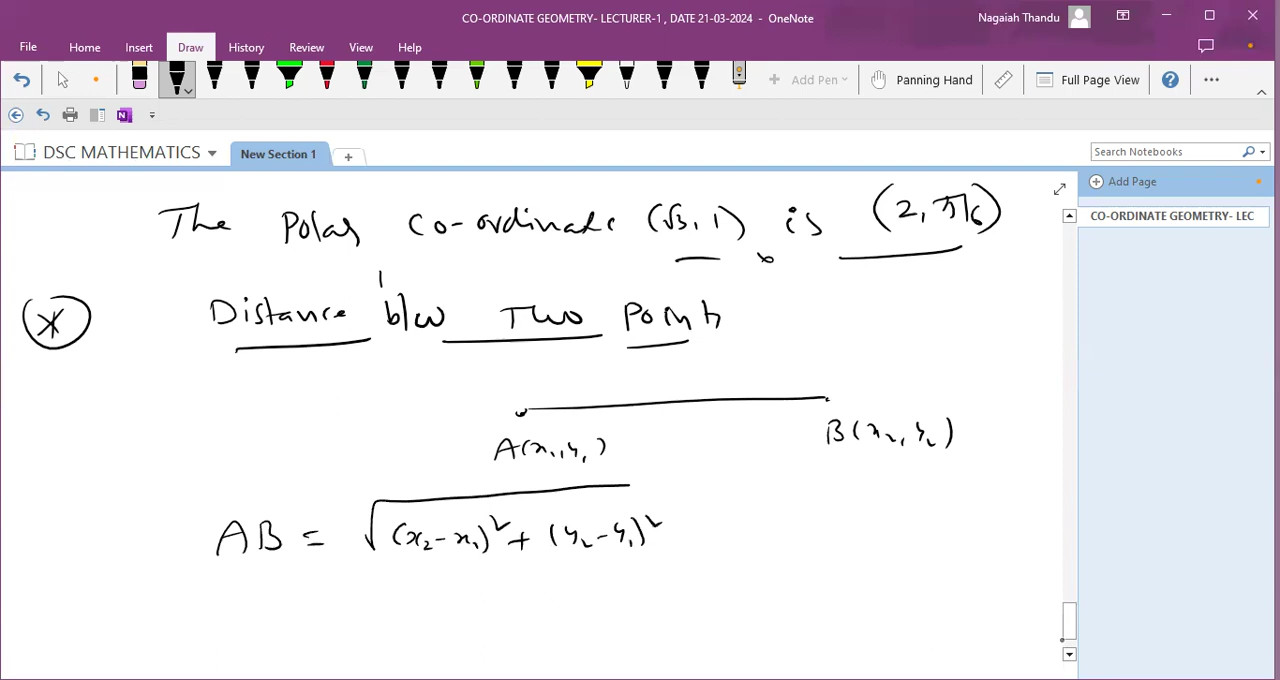 CO-ORDINATE GEOMETRY- LECTURER-1 , DATE 21-03-2024 - OneNote
Nagaiah Thandu
File Home Insert Draw History Review View Help
Add Pen Panning Hand Full Page View
DSC MATHEMATICS New Section 1 Search Notebooks
Add Page
CO-ORDINATE GEOMETRY- LEC
The Polar co-ordinate (√3, 1) is (2, π/6)
Distance b/w Two Points
A(x₁, y₁) B(x₂, y₂)
AB = √(x₂-x₁)² + (y₂-y₁)²